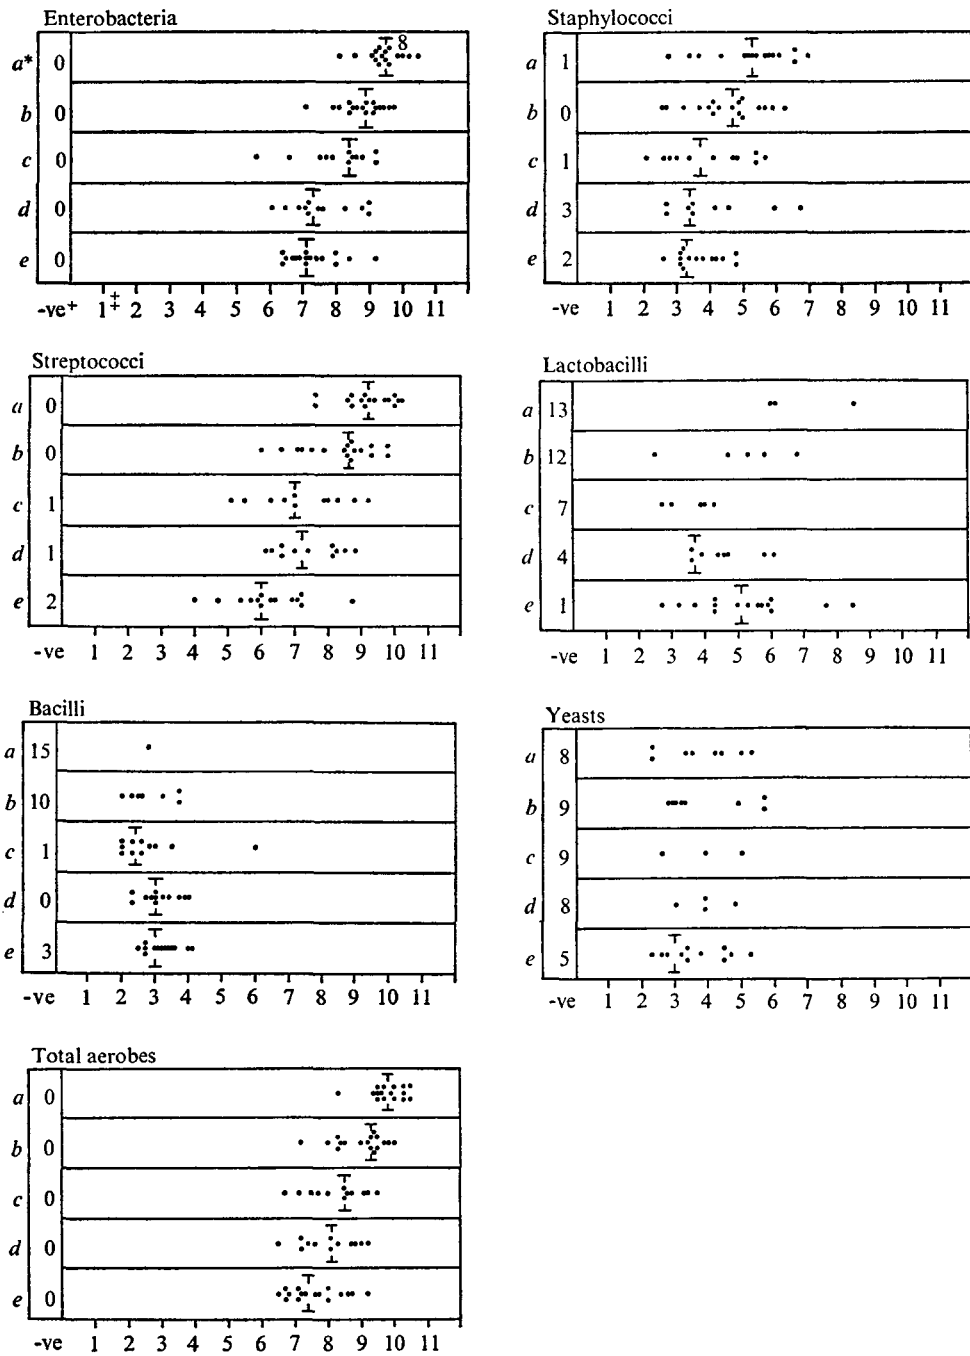 Enterobacteria
8
a* 0
b 0
c 0
d 0
e 0
-ve+ 1‡ 2 3 4 5 6 7 8 9 10 11
Staphylococci
a 1
b 0
c 1
d 3
e 2
-ve 1 2 3 4 5 6 7 8 9 10 11
Streptococci
a 0
b 0
c 1
d 1
e 2
-ve 1 2 3 4 5 6 7 8 9 10 11
Lactobacilli
a 13
b 12
c 7
d 4
e 1
-ve 1 2 3 4 5 6 7 8 9 10 11
Bacilli
a 15
b 10
c 1
d 0
e 3
-ve 1 2 3 4 5 6 7 8 9 10 11
Yeasts
a 8
b 9
c 9
d 8
e 5
-ve 1 2 3 4 5 6 7 8 9 10 11
Total aerobes
a 0
b 0
c 0
d 0
e 0
-ve 1 2 3 4 5 6 7 8 9 10 11